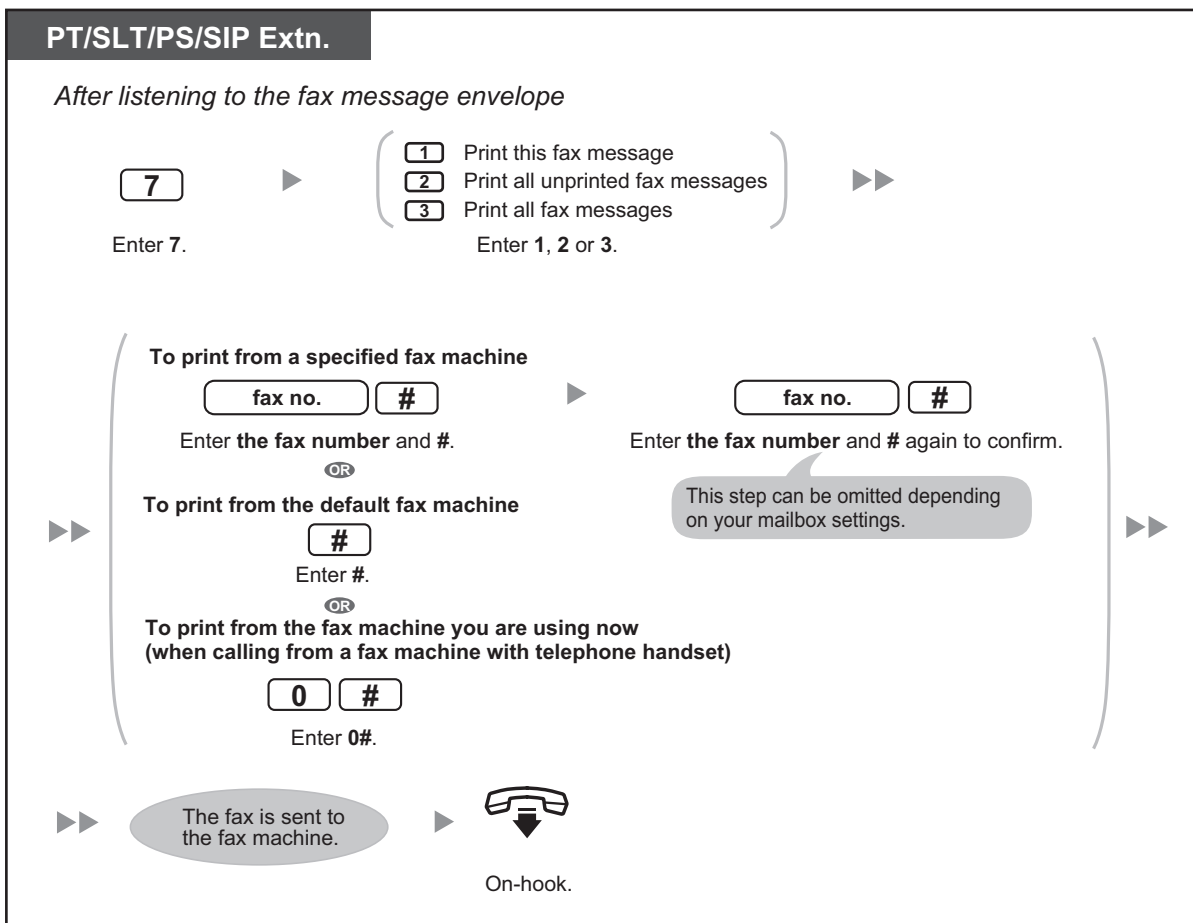 PT/SLT/PS/SIP Extn.
After listening to the fax message envelope
7
Enter 7.
1 Print this fax message
2 Print all unprinted fax messages
3 Print all fax messages
Enter 1, 2 or 3.
To print from a specified fax machine
fax no. #
Enter the fax number and #.
fax no. #
Enter the fax number and # again to confirm.
This step can be omitted depending
on your mailbox settings.
OR
To print from the default fax machine
#
Enter #.
OR
To print from the fax machine you are using now
(when calling from a fax machine with telephone handset)
0 #
Enter 0#.
The fax is sent to
the fax machine.
On-hook.